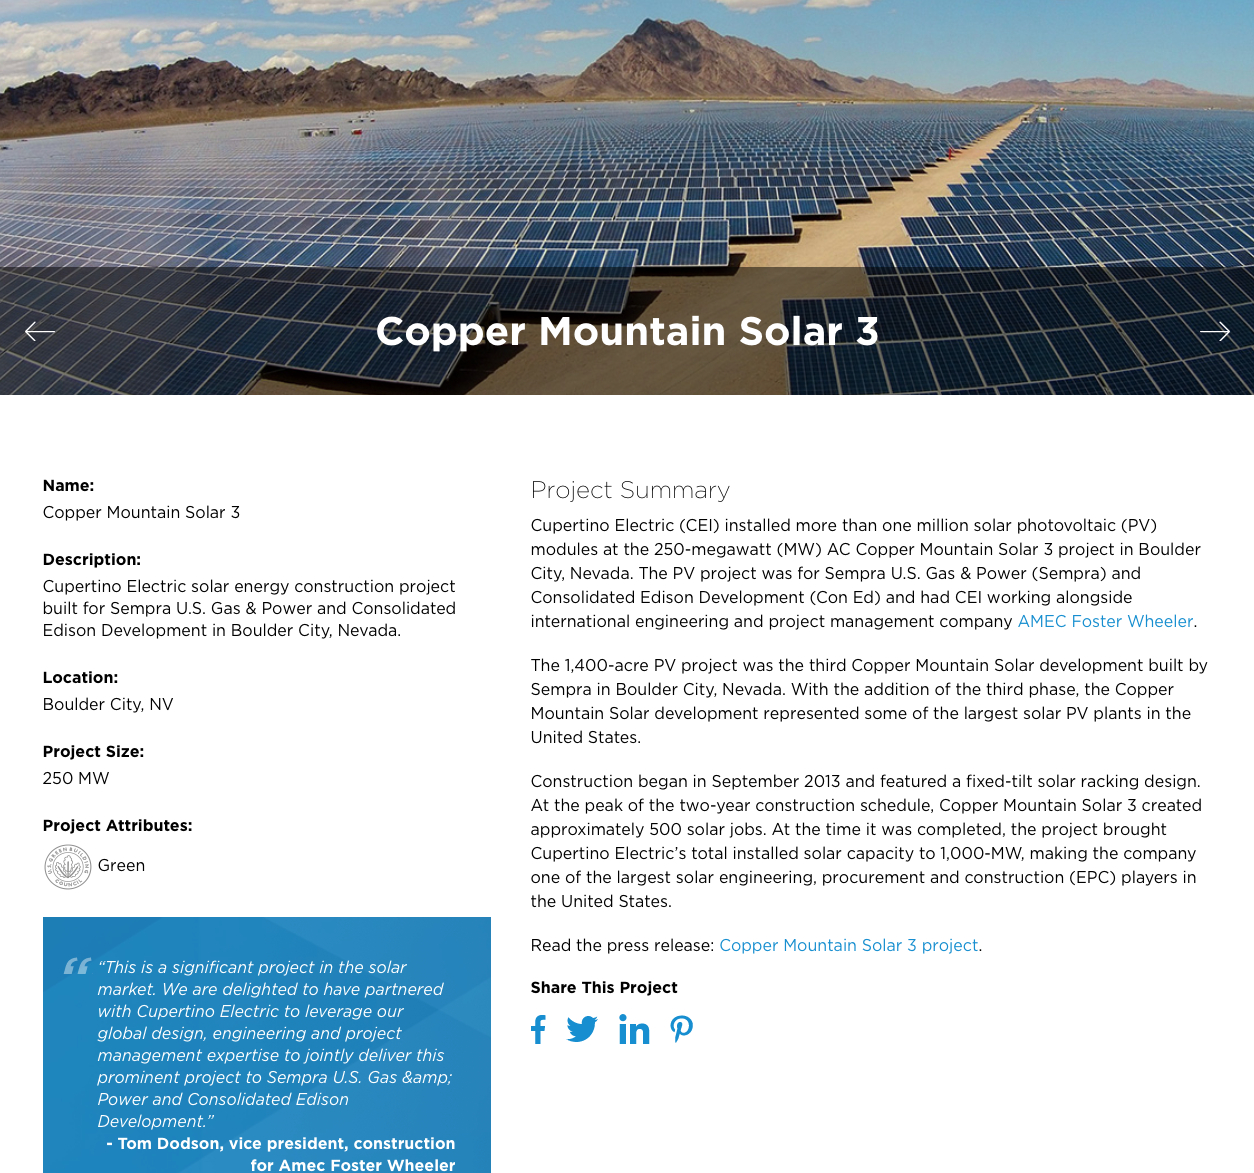 Copper Mountain Solar 3
Name:
Copper Mountain Solar 3
Description:
Cupertino Electric solar energy construction project
built for Sempra U.S. Gas & Power and Consolidated
Edison Development in Boulder City, Nevada.
Location:
Boulder City, NV
Project Size:
250 MW
Project Attributes:
U.S. GREEN BUILDING COUNCIL
Green
“This is a significant project in the solar
market. We are delighted to have partnered
with Cupertino Electric to leverage our
global design, engineering and project
management expertise to jointly deliver this
prominent project to Sempra U.S. Gas &amp;
Power and Consolidated Edison
Development.”
- Tom Dodson, vice president, construction
for Amec Foster Wheeler
Project Summary
Cupertino Electric (CEI) installed more than one million solar photovoltaic (PV)
modules at the 250-megawatt (MW) AC Copper Mountain Solar 3 project in Boulder
City, Nevada. The PV project was for Sempra U.S. Gas & Power (Sempra) and
Consolidated Edison Development (Con Ed) and had CEI working alongside
international engineering and project management company AMEC Foster Wheeler.
The 1,400-acre PV project was the third Copper Mountain Solar development built by
Sempra in Boulder City, Nevada. With the addition of the third phase, the Copper
Mountain Solar development represented some of the largest solar PV plants in the
United States.
Construction began in September 2013 and featured a fixed-tilt solar racking design.
At the peak of the two-year construction schedule, Copper Mountain Solar 3 created
approximately 500 solar jobs. At the time it was completed, the project brought
Cupertino Electric’s total installed solar capacity to 1,000-MW, making the company
one of the largest solar engineering, procurement and construction (EPC) players in
the United States.
Read the press release: Copper Mountain Solar 3 project.
Share This Project